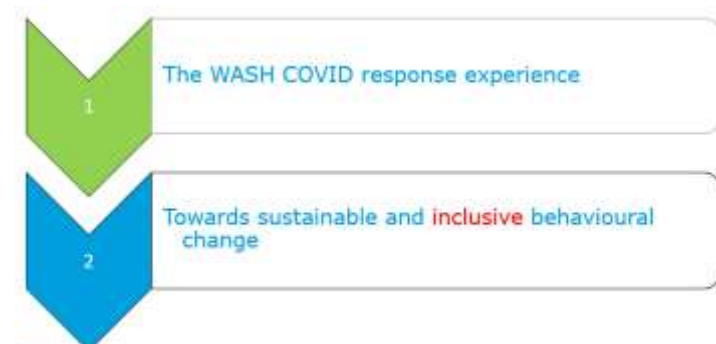 1
The WASH COVID response experience
2
Towards sustainable and inclusive behavioural
change